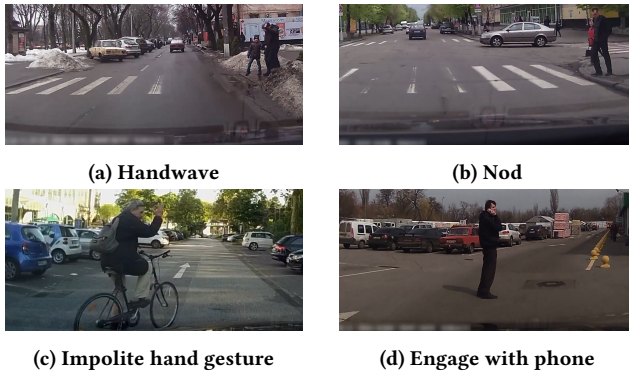 (a) Handwave
(b) Nod
(c) Impolite hand gesture
(d) Engage with phone